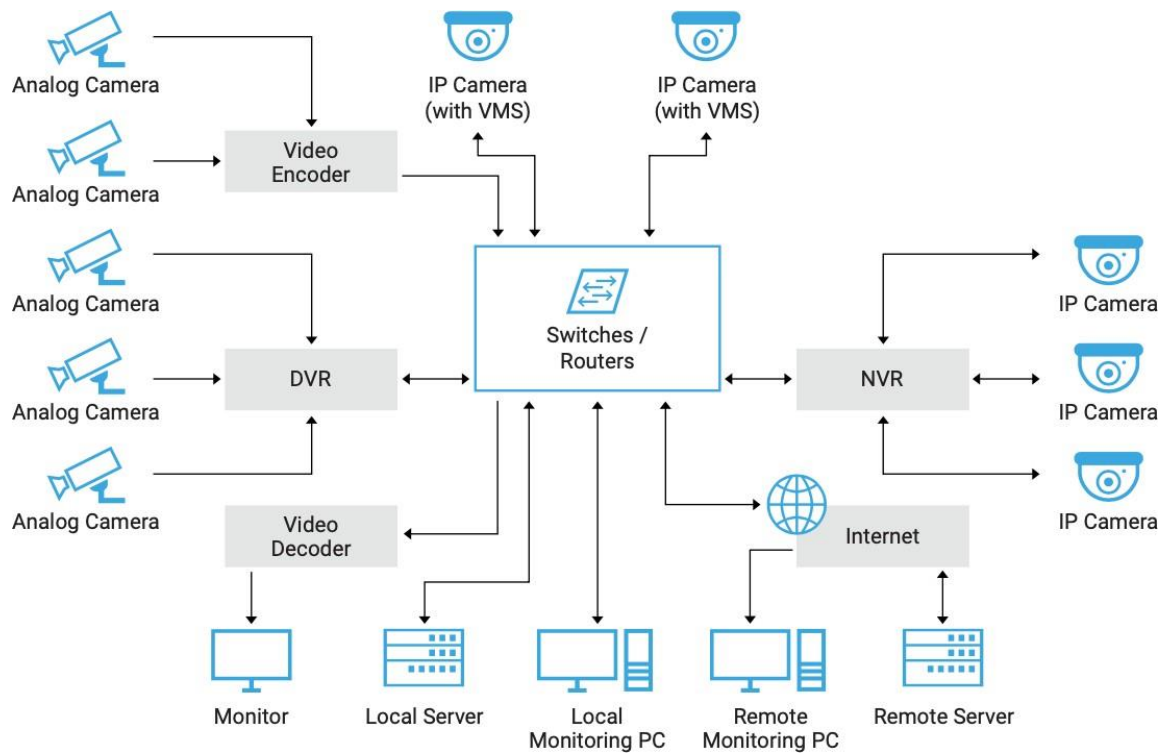 Analog Camera
IP Camera
(with VMS)
IP Camera
(with VMS)
Video
Encoder
Analog Camera
Analog Camera
Switches /
Routers
IP Camera
DVR
NVR
Analog Camera
IP Camera
Analog Camera
IP Camera
Video
Decoder
Internet
Monitor
Local Server
Local
Monitoring PC
Remote
Monitoring PC
Remote Server